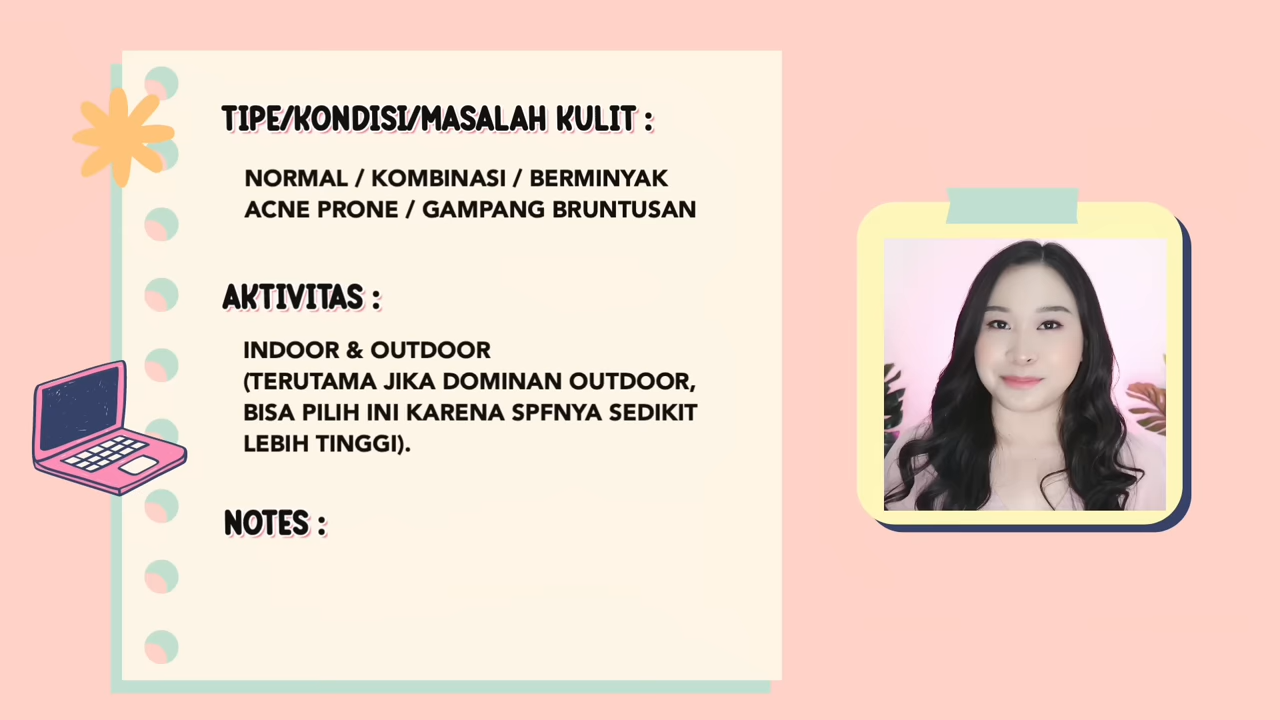 TIPE/KONDISI/MASALAH KULIT :
NORMAL / KOMBINASI / BERMINYAK
ACNE PRONE / GAMPANG BRUNTUSAN
AKTIVITAS :
INDOOR & OUTDOOR
(TERUTAMA JIKA DOMINAN OUTDOOR,
BISA PILIH INI KARENA SPFNYA SEDIKIT
LEBIH TINGGI).
NOTES :